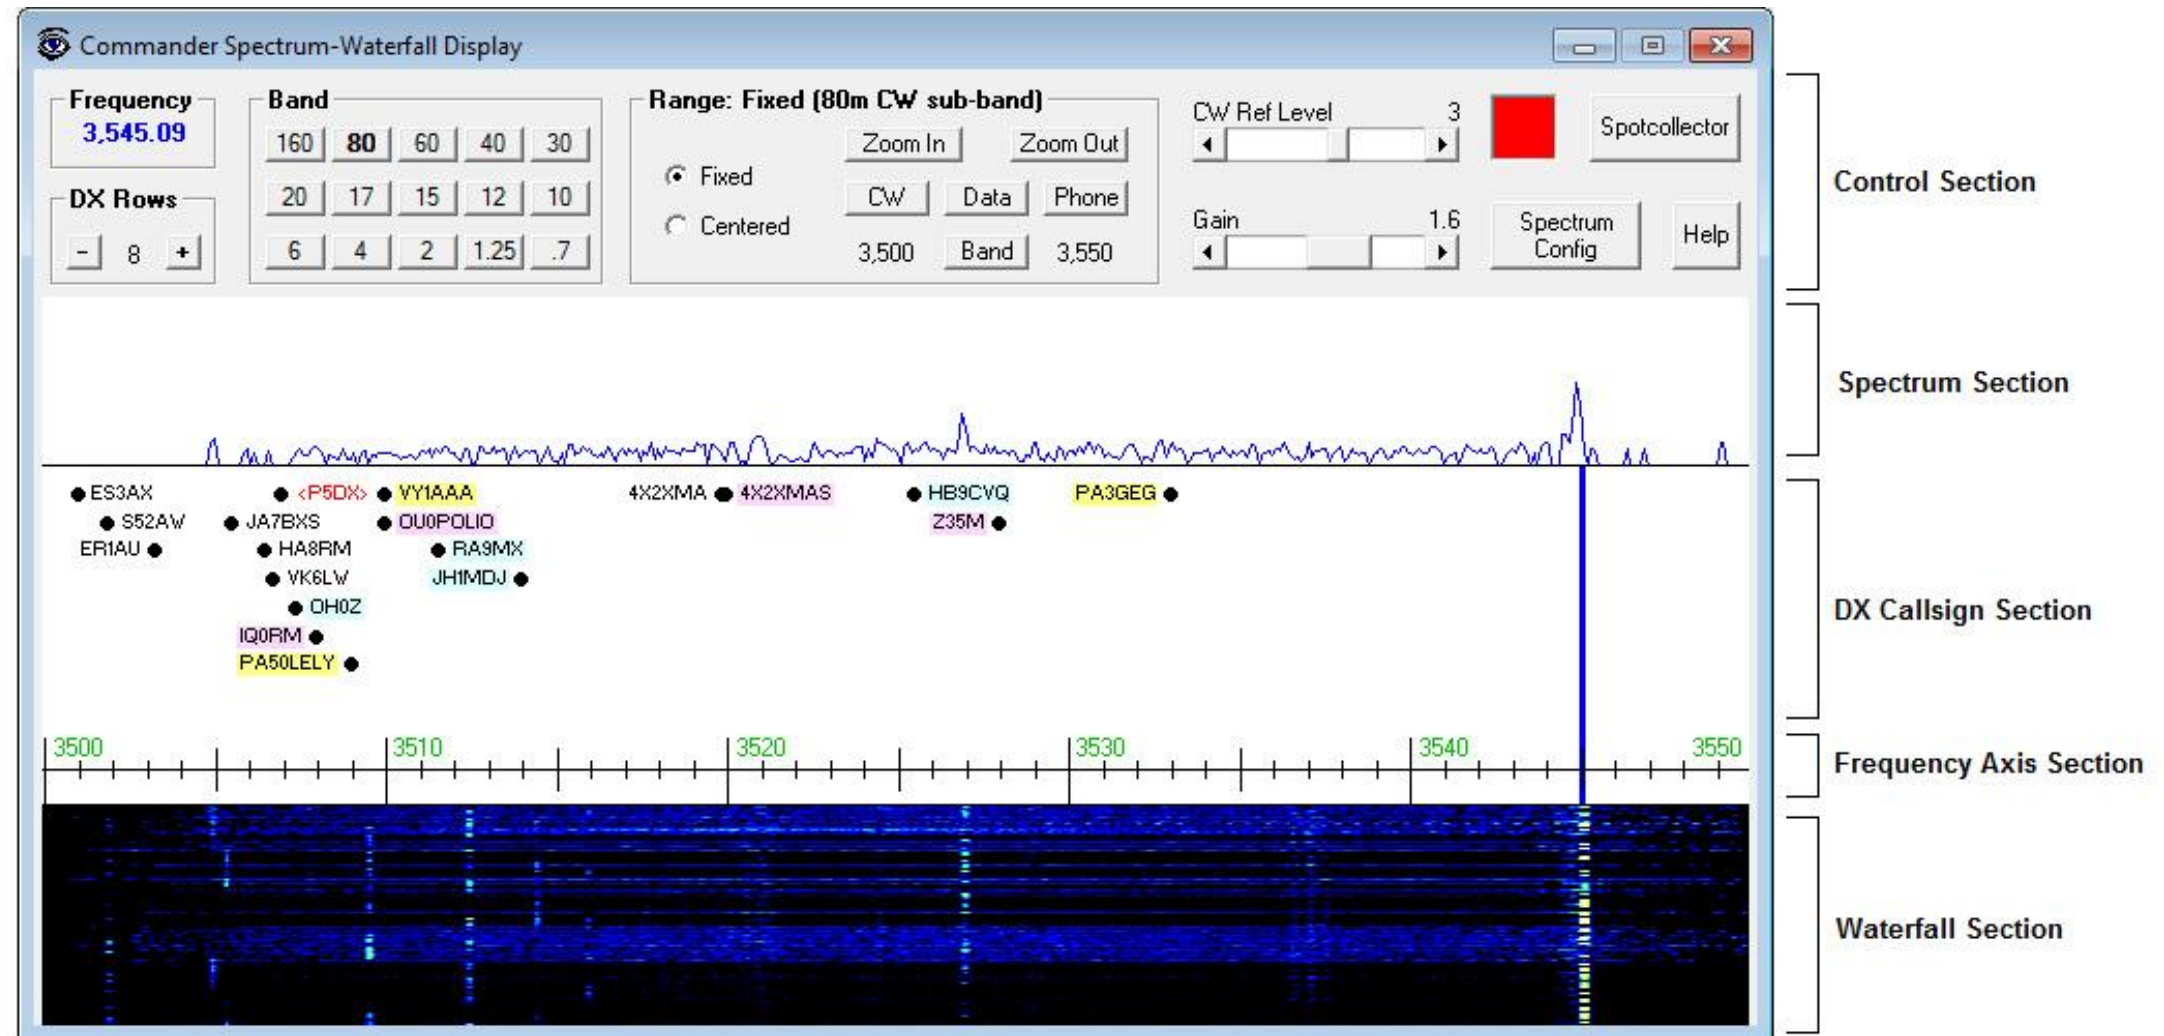 Commander Spectrum-Waterfall Display
Frequency
3,545.09
DX Rows
- 8 +
Band
160 80 60 40 30
20 17 15 12 10
6 4 2 1.25 .7
Range: Fixed (80m CW sub-band)
Zoom In Zoom Out
Fixed
Centered
CW Data Phone
3,500 Band 3,550
CW Ref Level 3
Gain 1.6
Spotcollector
Spectrum
Config
Help
Control Section
Spectrum Section
ES3AX <P5DX> VY1AAA 4X2XMA 4X2XMAS HB9CVQ PA3GEG
S52AW JA7BXS OU0POLIO Z35M
ER1AU HA8RM RA9MX
VK6LW JH1MDJ
OH0Z
IQ0RM
PA50LELY
DX Callsign Section
3500 3510 3520 3530 3540 3550
Frequency Axis Section
Waterfall Section